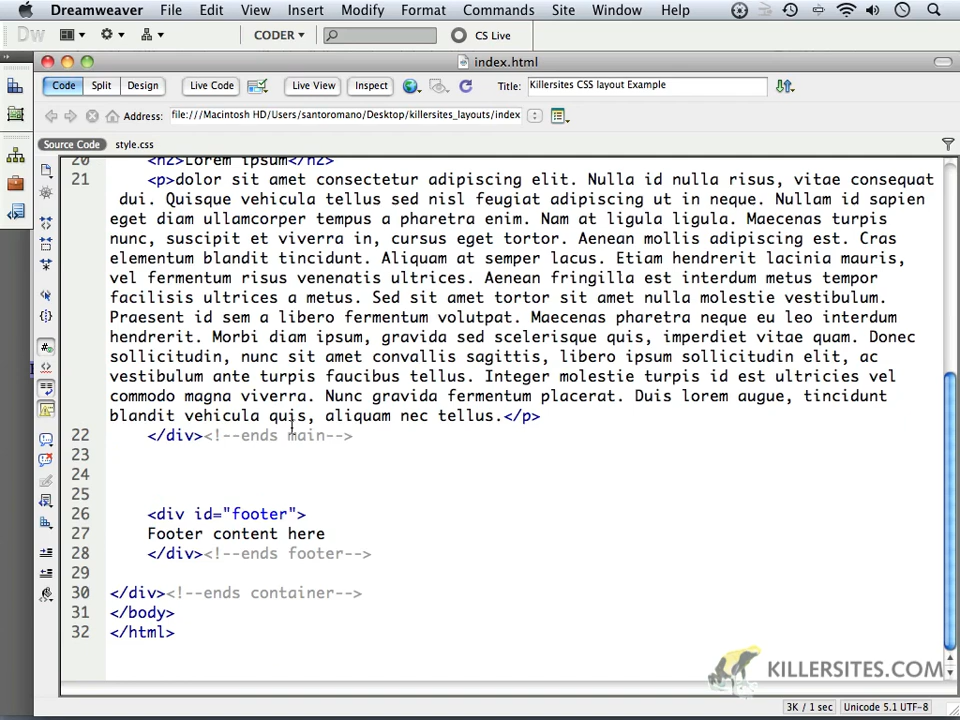 Dreamweaver File Edit View Insert Modify Format Commands Site Window Help
Dw CODER CS Live
index.html
Code Split Design Live Code Live View Inspect Title: Killersites CSS layout Example
Address: file:///Macintosh HD/Users/santoromano/Desktop/killersites_layouts/index
Source Code style.css
20 <h2>Lorem ipsum</h2>
21 <p>dolor sit amet consectetur adipiscing elit. Nulla id nulla risus, vitae consequat
dui. Quisque vehicula tellus sed nisl feugiat adipiscing ut in neque. Nullam id sapien
eget diam ullamcorper tempus a pharetra enim. Nam at ligula ligula. Maecenas turpis
nunc, suscipit et viverra in, cursus eget tortor. Aenean mollis adipiscing est. Cras
elementum blandit tincidunt. Aliquam at semper lacus. Etiam hendrerit lacinia mauris,
vel fermentum risus venenatis ultrices. Aenean fringilla est interdum metus tempor
facilisis ultrices a metus. Sed sit amet tortor sit amet nulla molestie vestibulum.
Praesent id sem a libero fermentum volutpat. Maecenas pharetra neque eu leo interdum
hendrerit. Morbi diam ipsum, gravida sed scelerisque quis, imperdiet vitae quam. Donec
sollicitudin, nunc sit amet convallis sagittis, libero ipsum sollicitudin elit, ac
vestibulum ante turpis faucibus tellus. Integer molestie turpis id est ultricies vel
commodo magna viverra. Nunc gravida fermentum placerat. Duis lorem augue, tincidunt
blandit vehicula quis, aliquam nec tellus.</p>
22 </div><!--ends main-->
23
24
25
26 <div id="footer">
27 Footer content here
28 </div><!--ends footer-->
29
30 </div><!--ends container-->
31 </body>
32 </html>
KILLERSITES.COM
3K / 1 sec Unicode 5.1 UTF-8